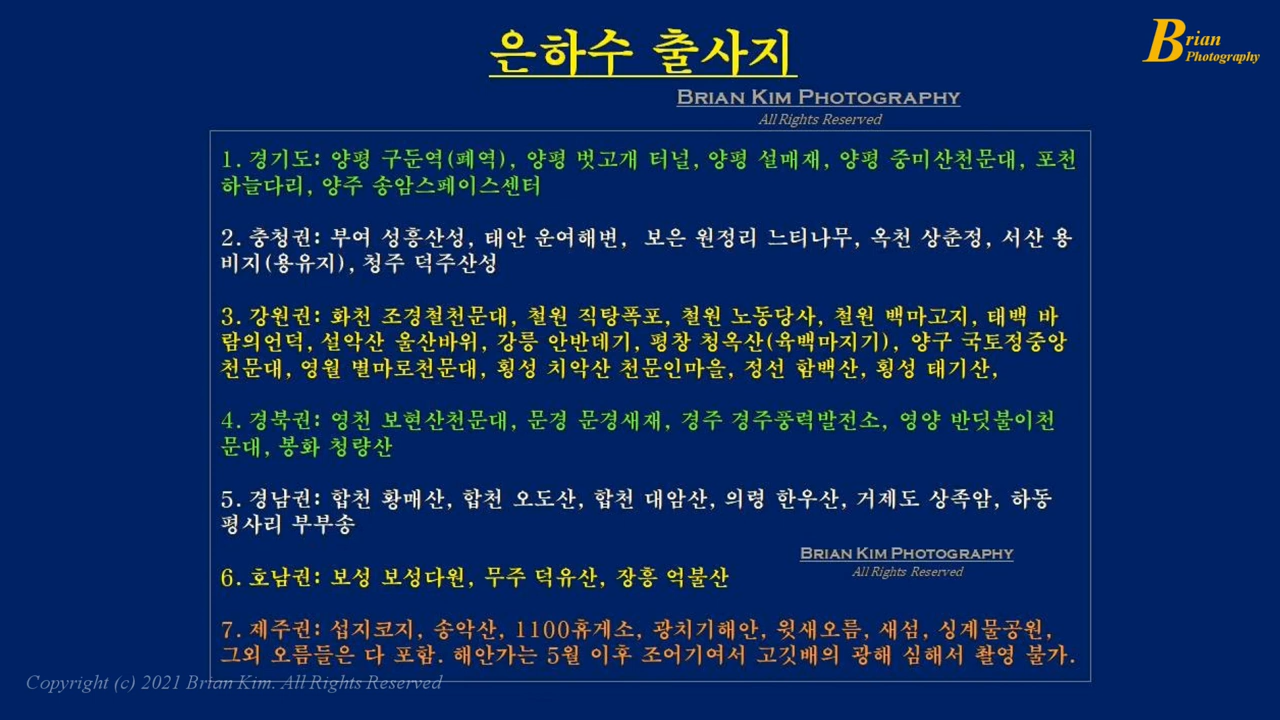 은하수 출사지
Brian
Photography
BRIAN KIM PHOTOGRAPHY
All Rights Reserved
1. 경기도: 양평 구둔역(폐역), 양평 벗고개 터널, 양평 설매재, 양평 중미산천문대, 포천
하늘다리, 양주 송암스페이스센터
2. 충청권: 부여 성흥산성, 태안 운여해변, 보은 원정리 느티나무, 옥천 상춘정, 서산 용
비지(용유지), 청주 덕주산성
3. 강원권: 화천 조경철천문대, 철원 직탕폭포, 철원 노동당사, 철원 백마고지, 태백 바
람의언덕, 설악산 울산바위, 강릉 안반데기, 평창 청옥산(육백마지기), 양구 국토정중앙
천문대, 영월 별마로천문대, 횡성 치악산 천문인마을, 정선 함백산, 횡성 태기산,
4. 경북권: 영천 보현산천문대, 문경 문경새재, 경주 경주풍력발전소, 영양 반딧불이천
문대, 봉화 청량산
5. 경남권: 합천 황매산, 합천 오도산, 합천 대암산, 의령 한우산, 거제도 상족암, 하동
평사리 부부송
BRIAN KIM PHOTOGRAPHY
All Rights Reserved
6. 호남권: 보성 보성다원, 무주 덕유산, 장흥 억불산
7. 제주권: 섭지코지, 송악산, 1100휴게소, 광치기해안, 윗새오름, 새섬, 싱계물공원,
그외 오름들은 다 포함. 해안가는 5월 이후 조어기여서 고깃배의 광해 심해서 촬영 불가.
Copyright (c) 2021 Brian Kim. All Rights Reserved